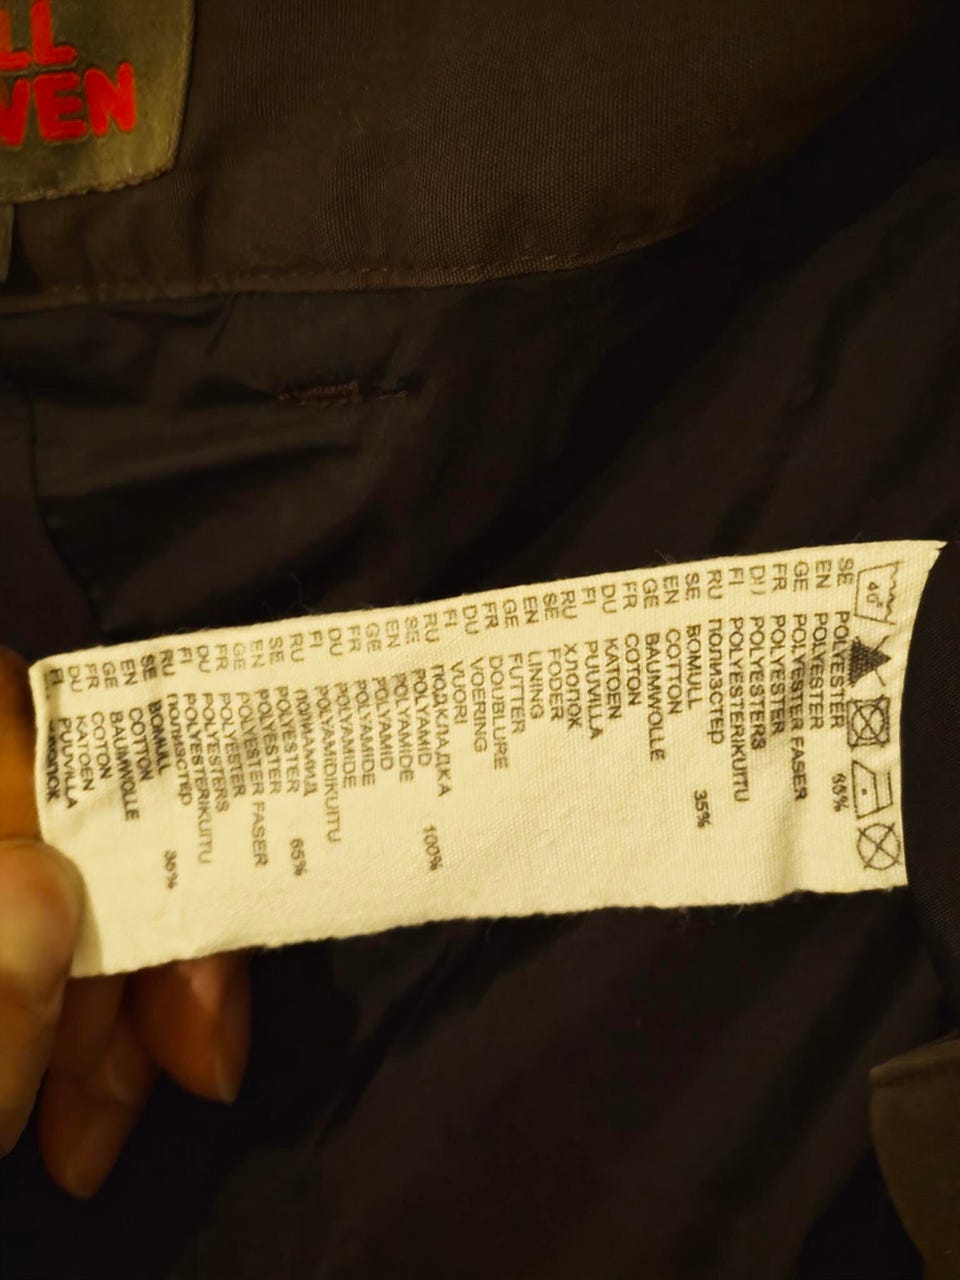 LL
VEN
40°
SE POLYESTER 65%
EN POLYESTER
GE POLYESTER FASER
FR POLYESTER
DU POLYESTERS
FI POLYESTERIKUITU
RU ПОЛИЭСТЕР
SE BOMULL 35%
EN COTTON
GE BAUMWOLLE
FR COTON
DU KATOEN
FI PUUVILLA
RU ХЛОПОК
SE FODER
EN LINING
GE FUTTER
FR DOUBLURE
DU VOERING
FI VUORI
RU ПОДКЛАДКА
SE POLYAMID 100%
EN POLYAMIDE
GE POLYAMID
FR POLYAMIDE
DU POLYAMIDE
FI POLYAMIDIKUITU
RU
SE POLYESTER 65%
EN POLYESTER
GE POLYESTER FASER
FR POLYESTER
DU POLYESTERS
FI POLYESTERIKUITU
RU ПОЛИЭСТЕР
SE BOMULL 35%
EN COTTON
GE BAUMWOLLE
FR COTON
DU KATOEN
FI PUUVILLA